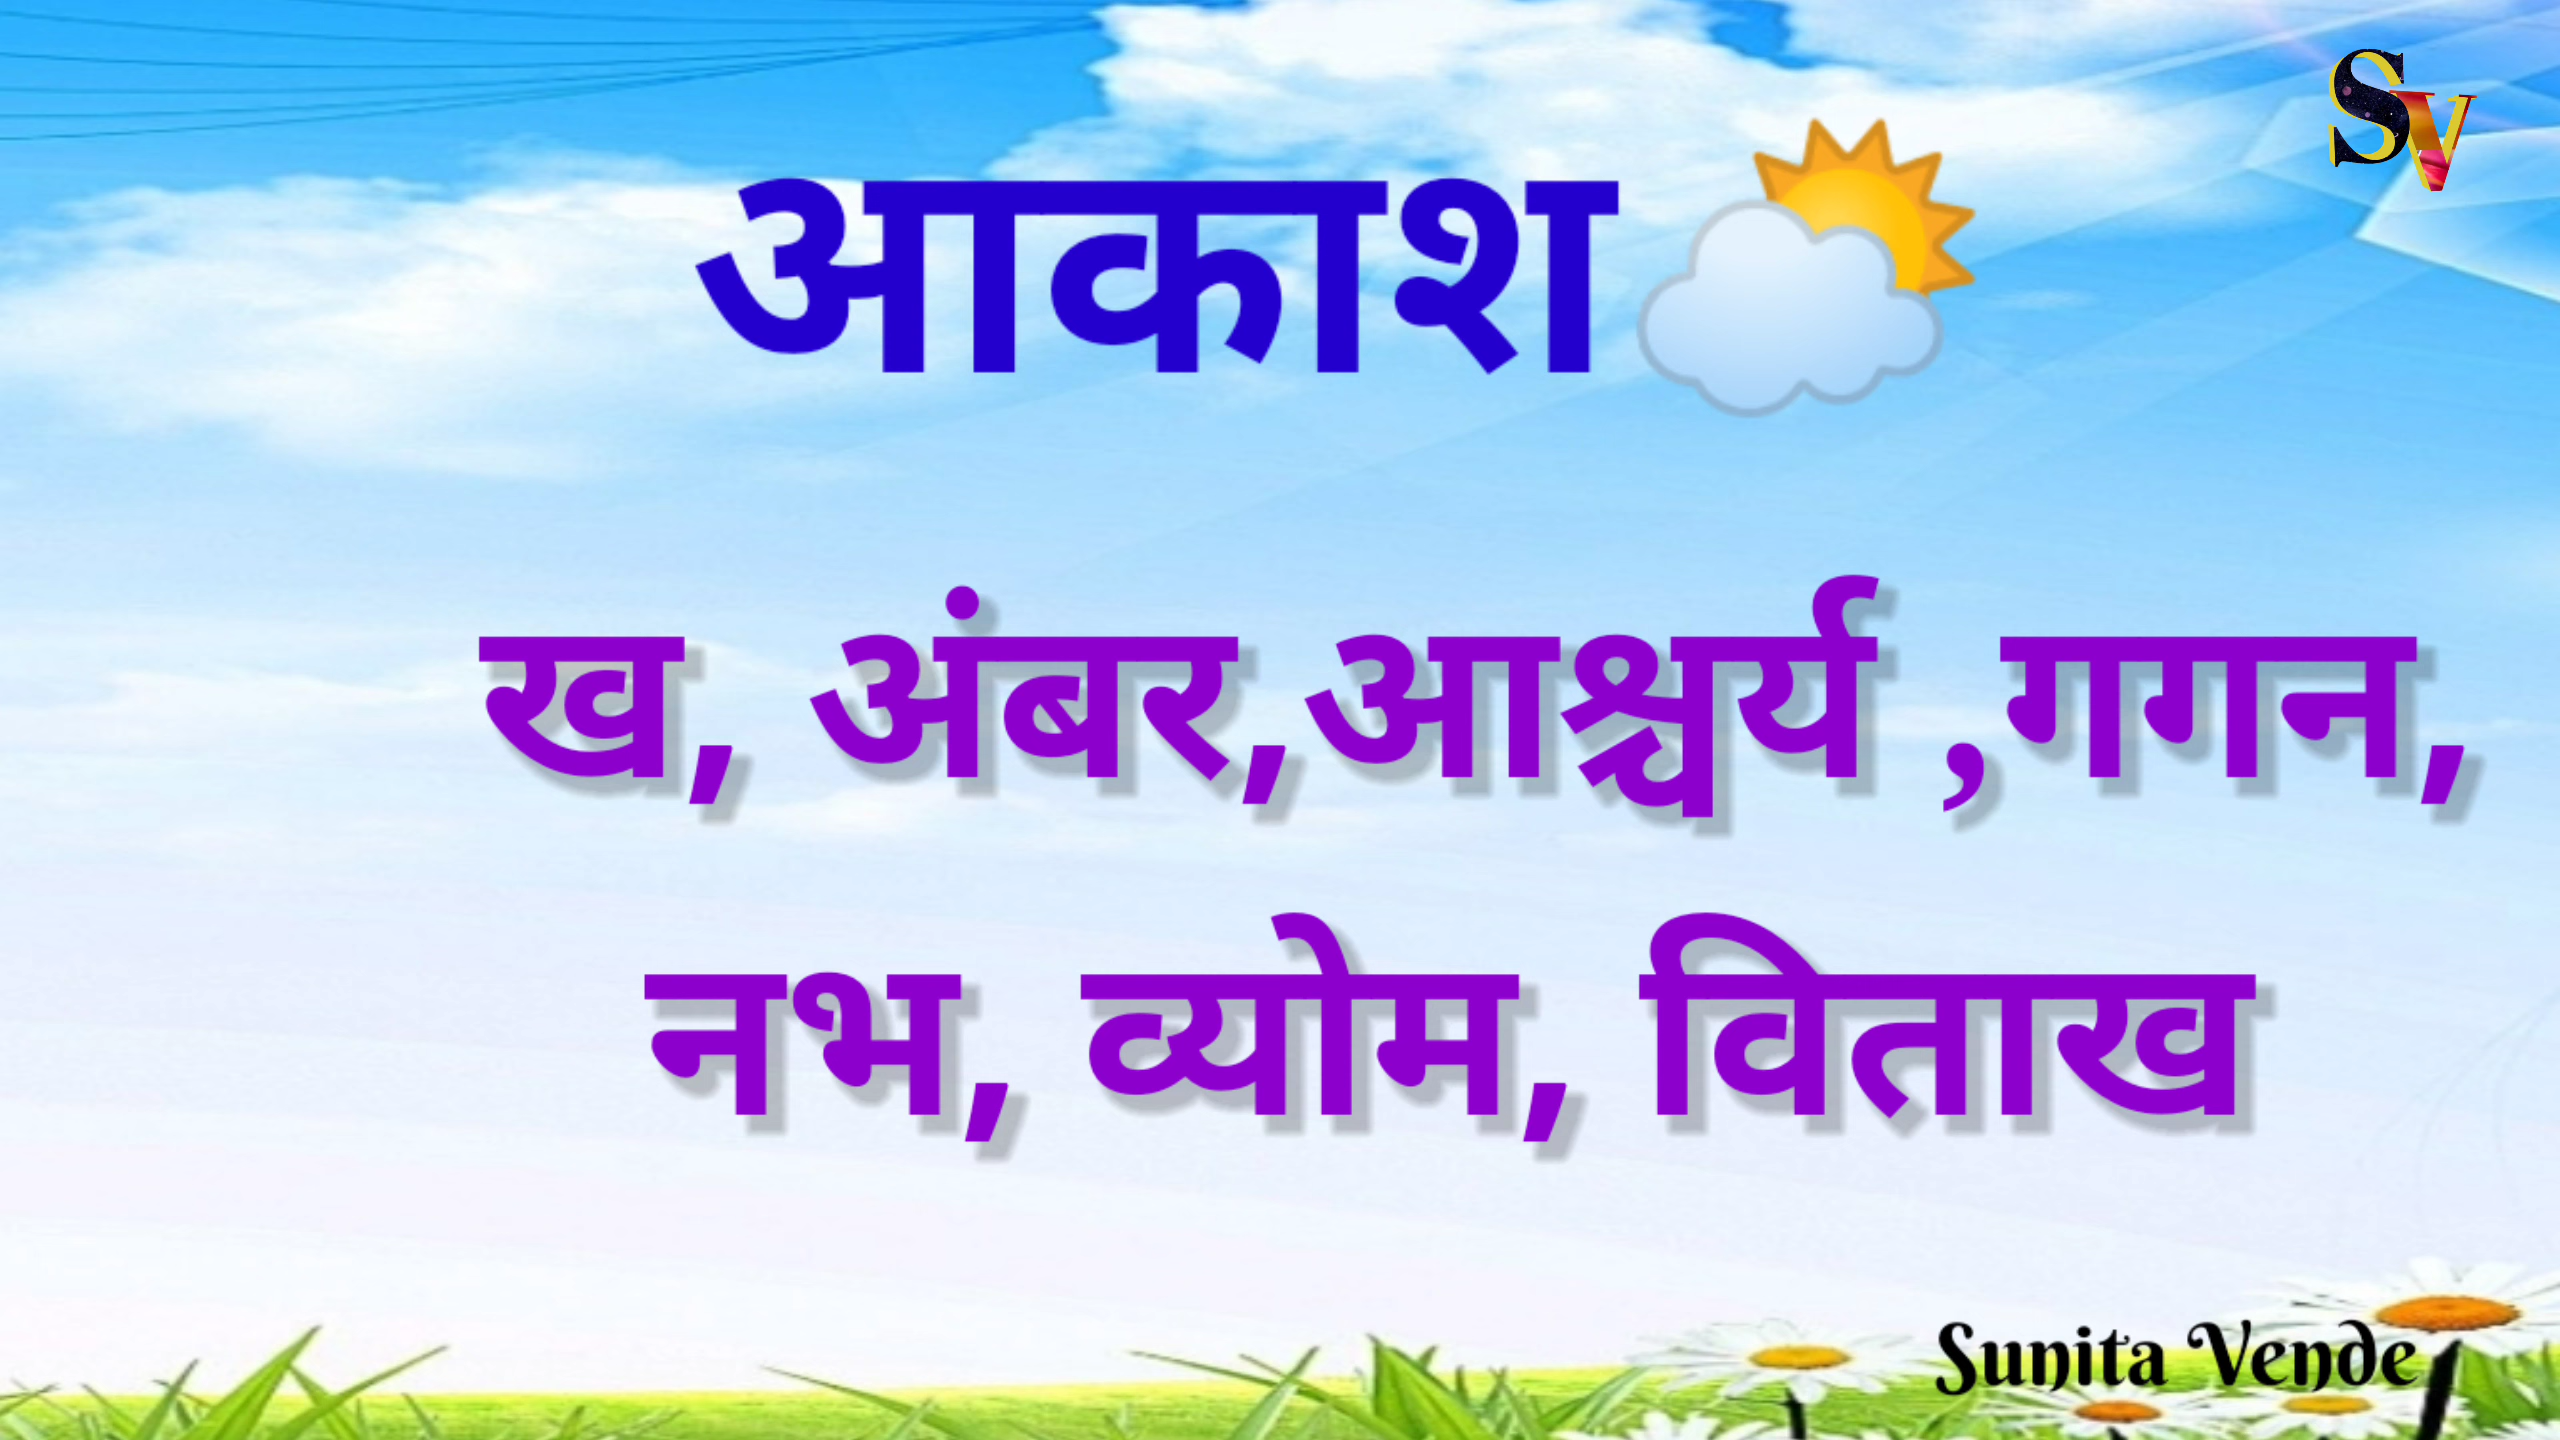 SV
आकाश
ख, अंबर,आश्चर्य ,गगन,
नभ, व्योम, विताख
Sunita Vende